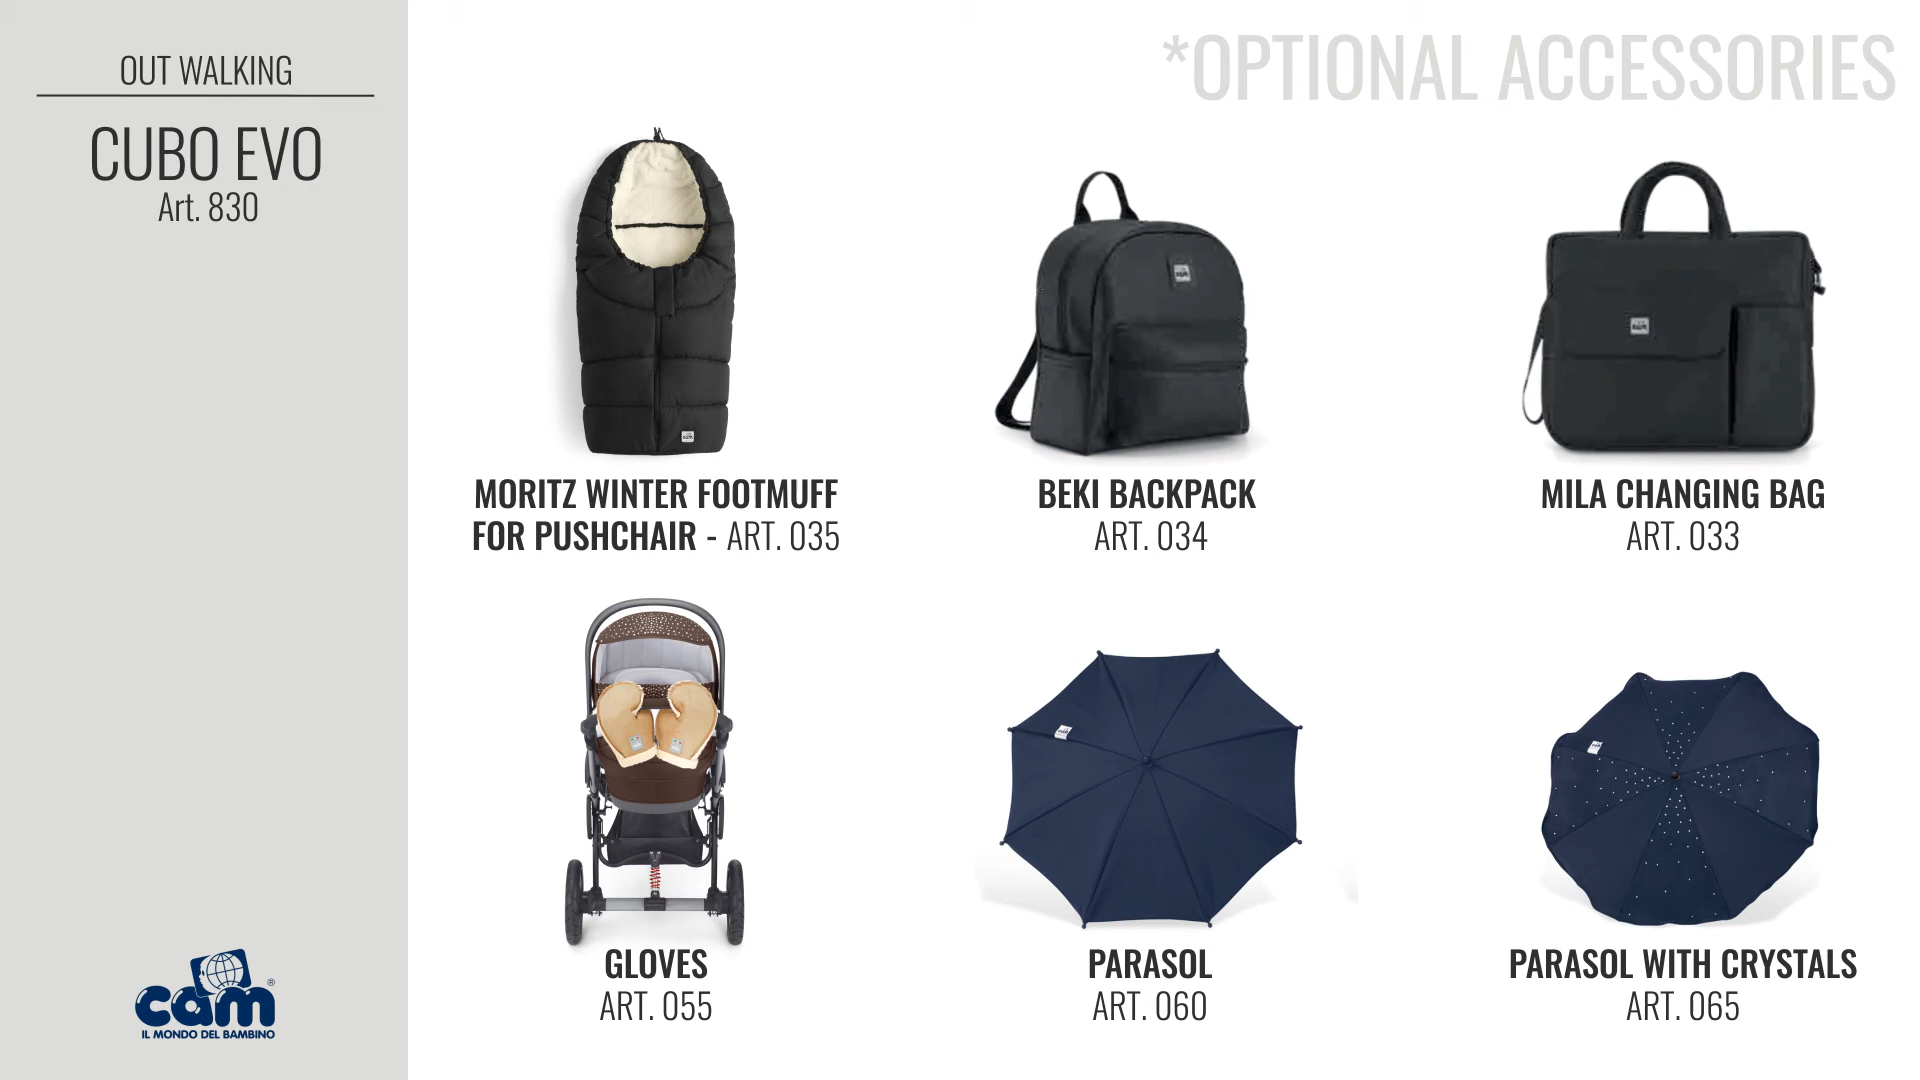 OUT WALKING
CUBO EVO
Art. 830
*OPTIONAL ACCESSORIES
MORITZ WINTER FOOTMUFF
FOR PUSHCHAIR - ART. 035
BEKI BACKPACK
ART. 034
MILA CHANGING BAG
ART. 033
GLOVES
ART. 055
PARASOL
ART. 060
PARASOL WITH CRYSTALS
ART. 065
cam®
IL MONDO DEL BAMBINO